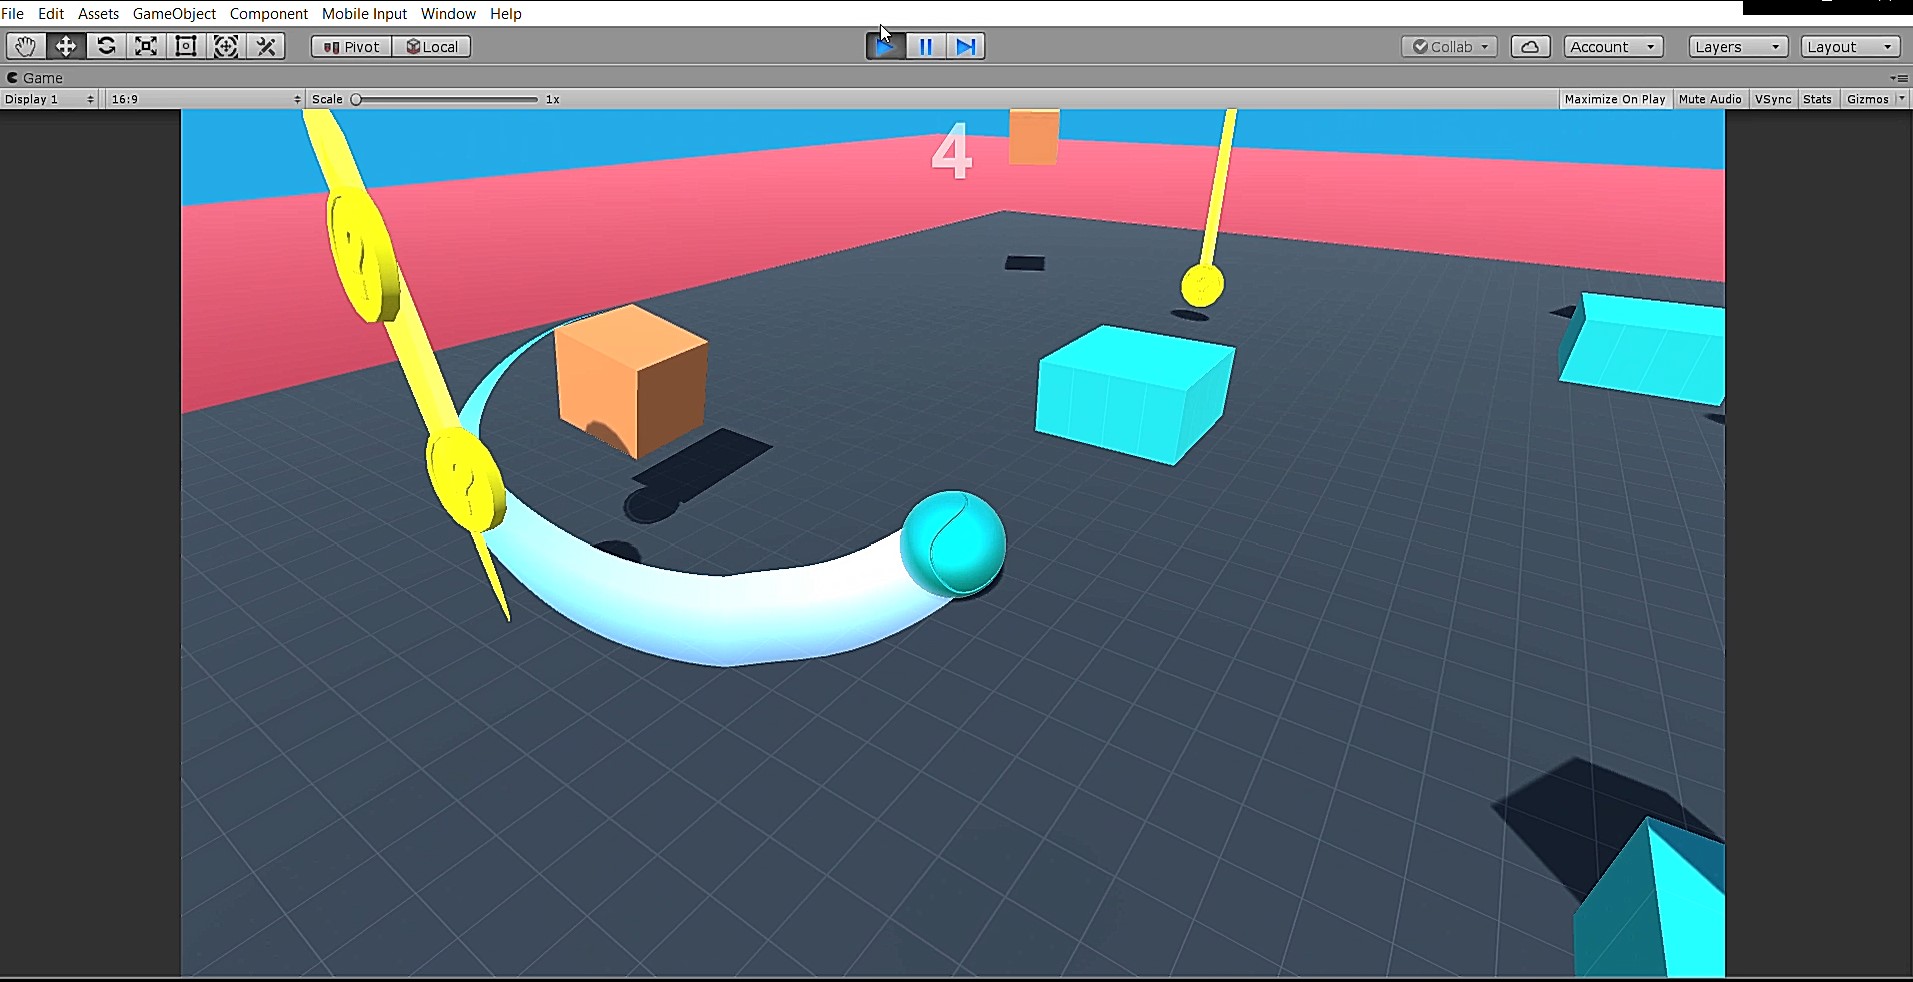 File Edit Assets GameObject Component Mobile Input Window Help
Pivot Local Collab Account Layers Layout
Game
Display 1 16:9 Scale 1x Maximize On Play Mute Audio VSync Stats Gizmos
4